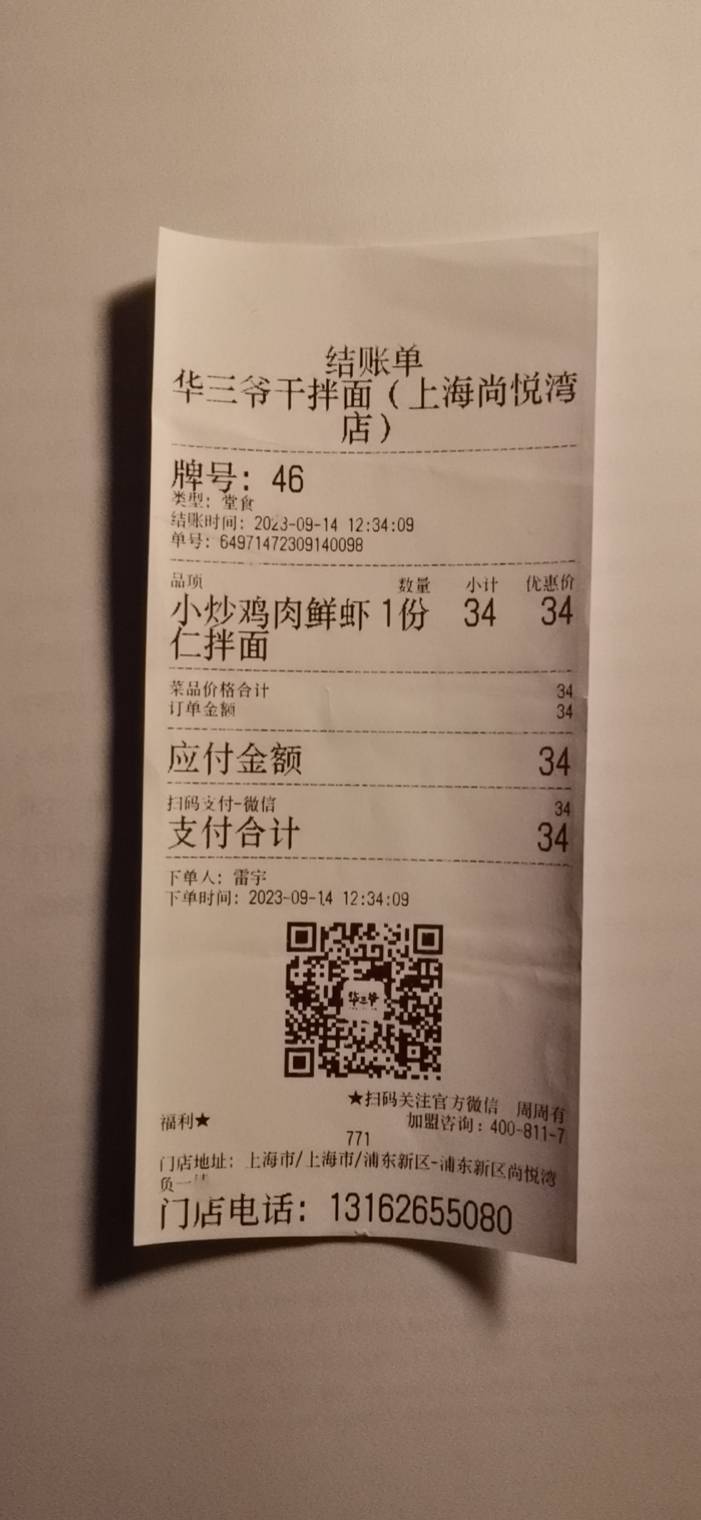 结账单
华三爷干拌面（上海尚悦湾
店）
牌号：46
类型：堂食
结账时间：2023-09-14 12:34:09
单号：64971472309140098
品项 数量 小计 优惠价
小炒鸡肉鲜虾 1份 34 34
仁拌面
菜品价格合计 34
订单金额 34
应付金额 34
扫码支付-微信 34
支付合计 34
下单人：雷宇
下单时间：2023-09-14 12:34:09
华三爷
★扫码关注官方微信 周周有
福利★ 加盟咨询：400-811-7
771
门店地址：上海市/上海市/浦东新区-浦东新区尚悦湾
负一
门店电话：13162655080